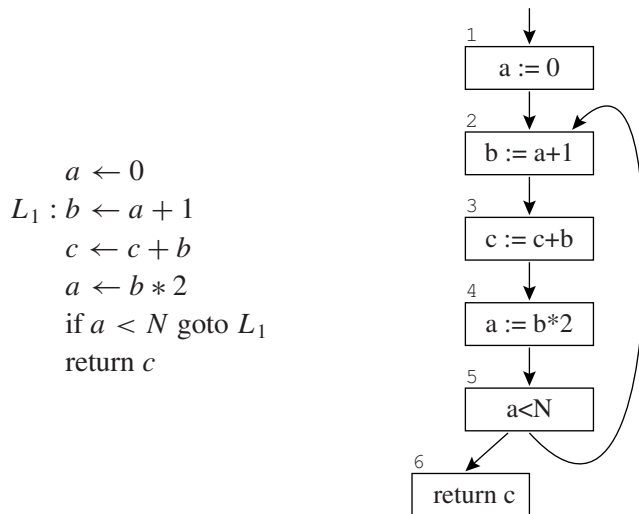 a ← 0
L₁ : b ← a + 1
c ← c + b
a ← b * 2
if a < N goto L₁
return c
1
a := 0
2
b := a+1
3
c := c+b
4
a := b*2
5
a<N
6
return c